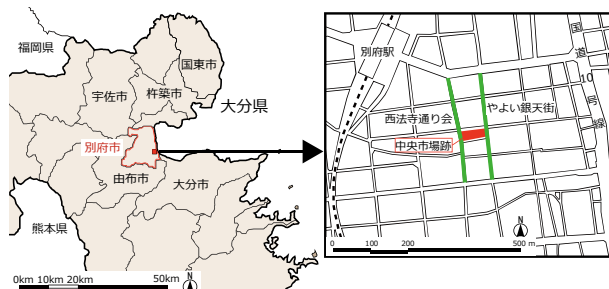 福岡県
国東市
杵築市
宇佐市
大分県
別府市
由布市
大分市
熊本県
0km 10km 20km 50km
N
別府駅
国道10号線
やよい銀天街
西法寺通り会
中央市場跡
N
0 100 200 500 m